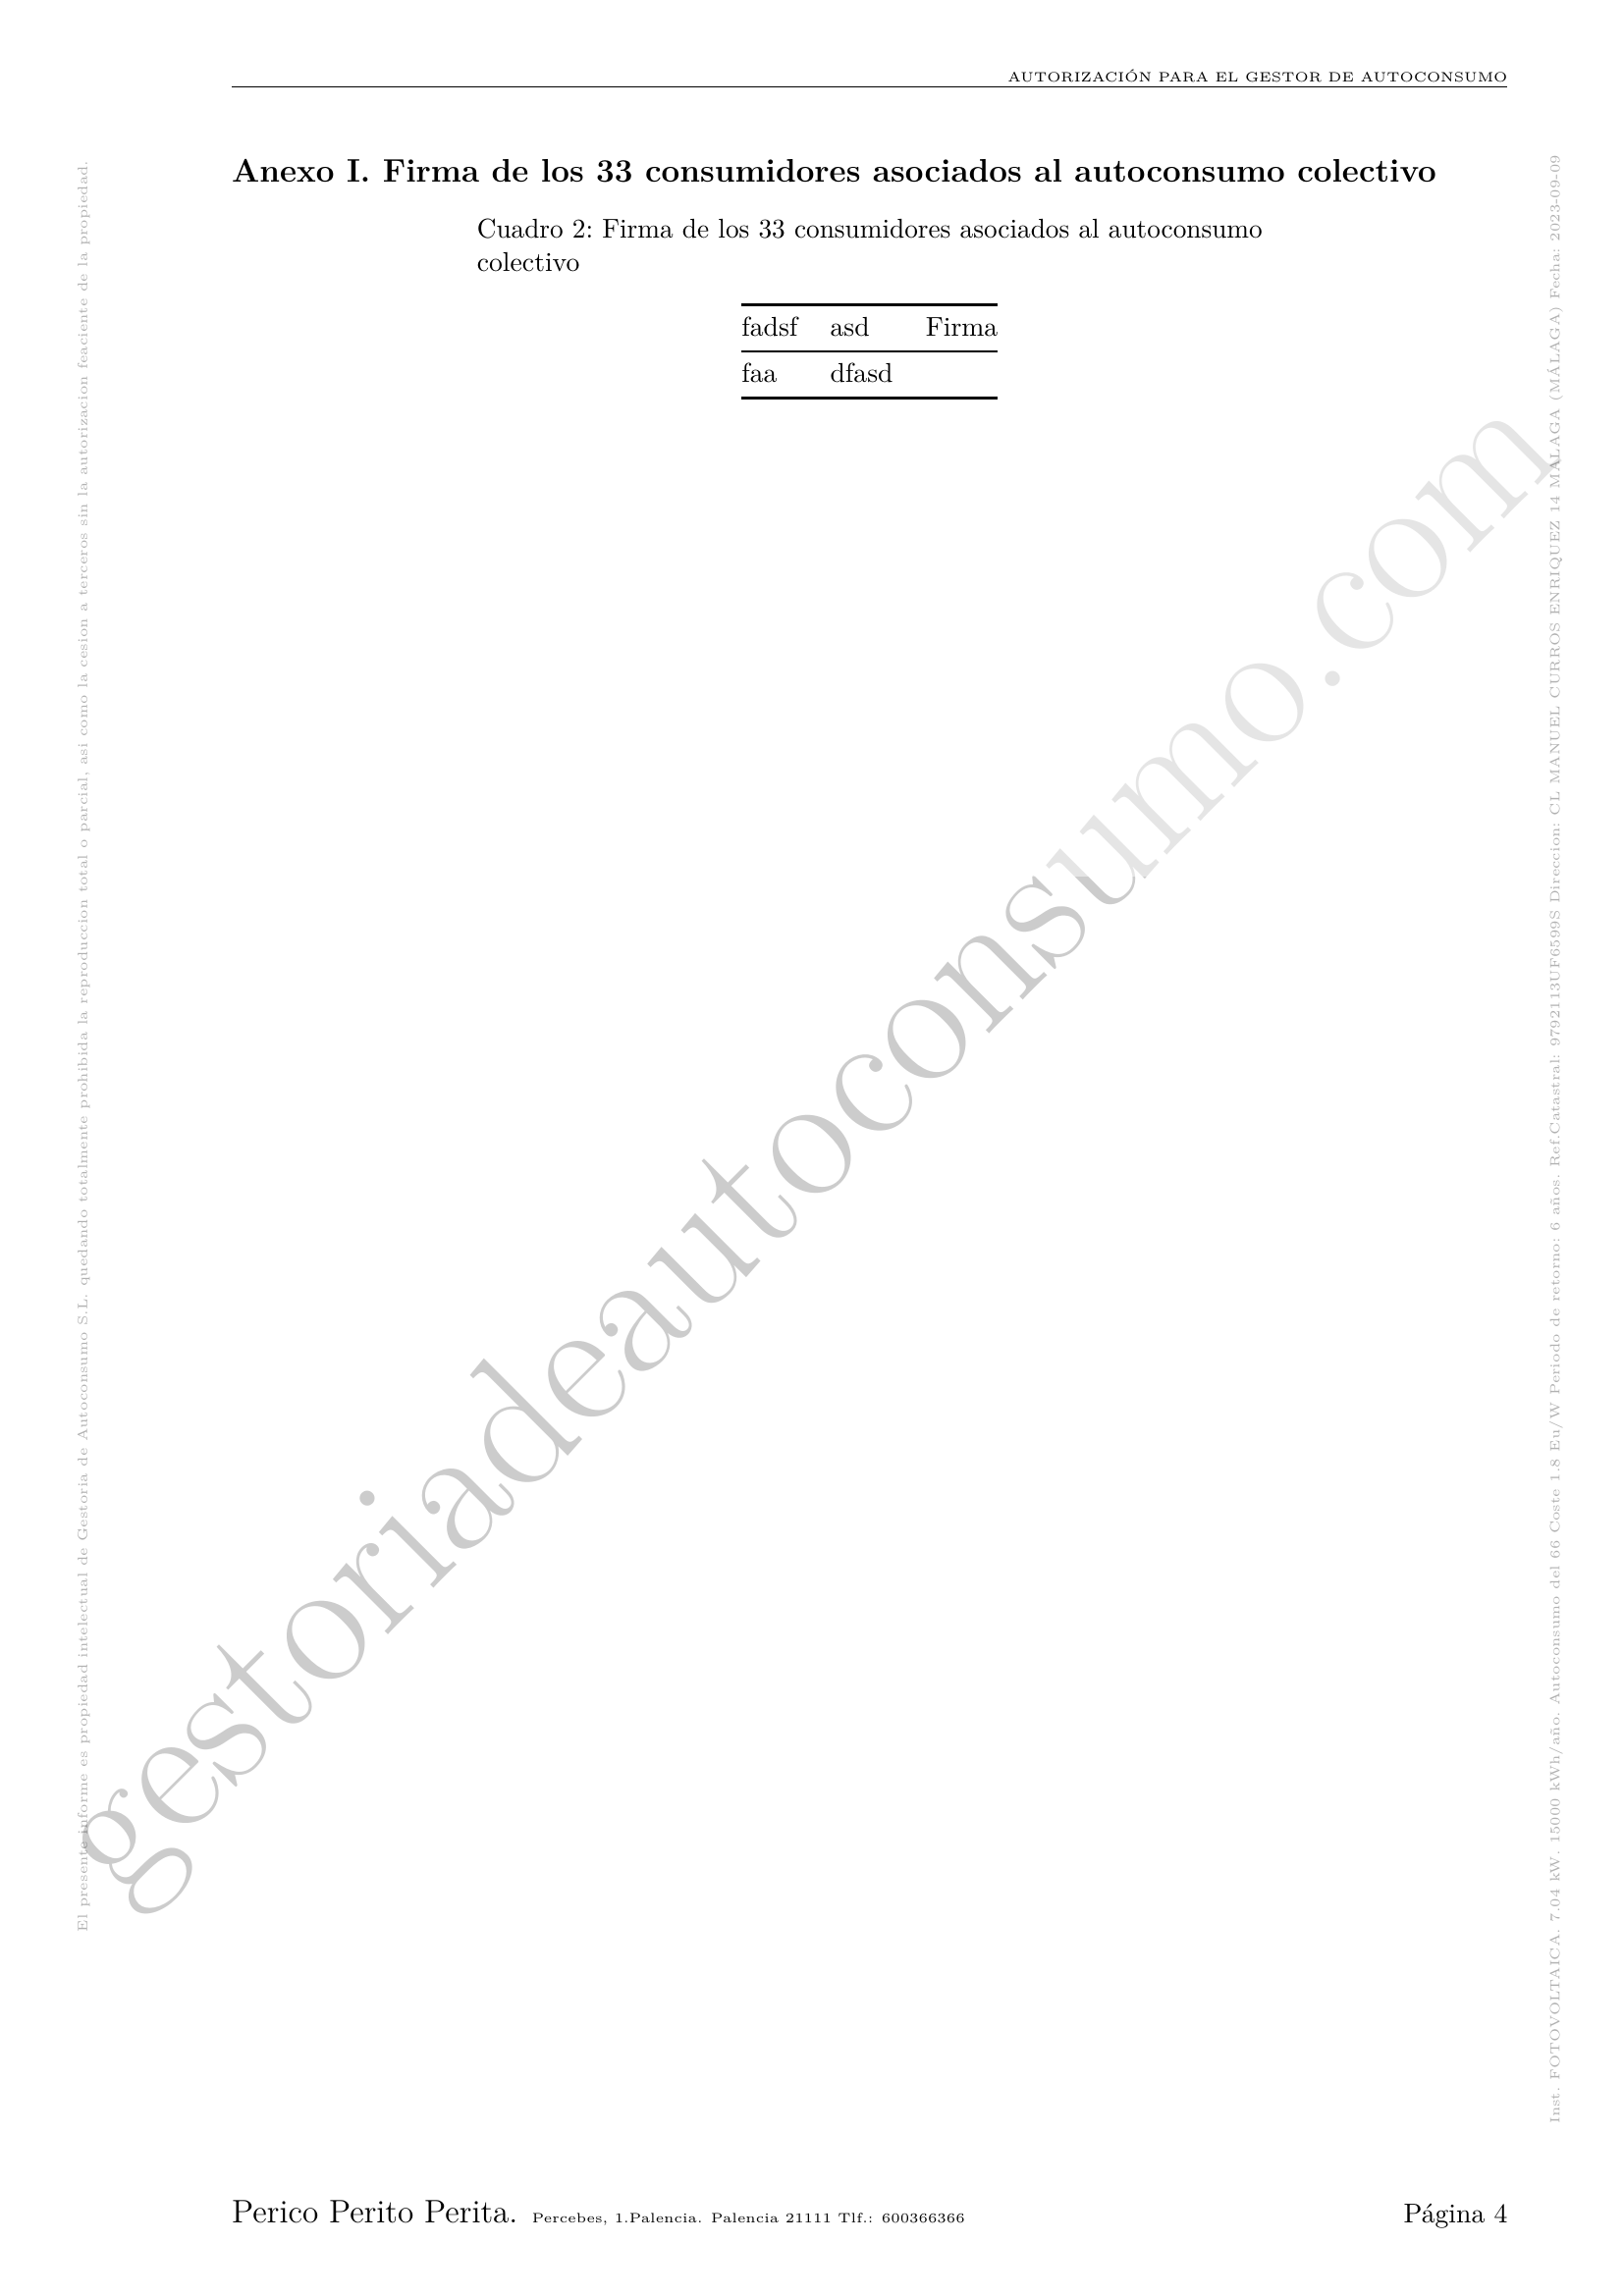 AUTORIZACIÓN PARA EL GESTOR DE AUTOCONSUMO
Anexo I. Firma de los 33 consumidores asociados al autoconsumo colectivo
Cuadro 2: Firma de los 33 consumidores asociados al autoconsumo
colectivo
fadsf asd Firma
faa dfasd
gestoriadeautoconsumo.com
El presente informe es propiedad intelectual de Gestoria de Autoconsumo S.L. quedando totalmente prohibida la reproduccion total o parcial, asi como la cesion a terceros sin la autorizacion feaciente de la propiedad.
Inst. FOTOVOLTAICA. 7.04 kW. 15000 kWh/año. Autoconsumo del 66 Coste 1.8 Eu/W Periodo de retorno: 6 años. Ref.Catastral: 9792113UF6599S Direccion: CL MANUEL CURROS ENRIQUEZ 14 MALAGA (MÁLAGA) Fecha: 2023-09-09
Perico Perito Perita. Percebes, 1.Palencia. Palencia 21111 Tlf.: 600366366
Página 4